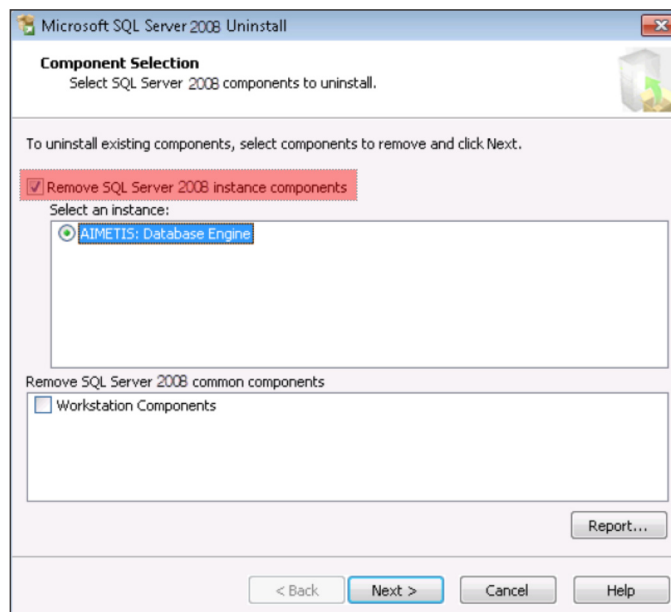 Microsoft SQL Server 2008 Uninstall
Component Selection
Select SQL Server 2008 components to uninstall.
To uninstall existing components, select components to remove and click Next.
Remove SQL Server 2008 instance components
Select an instance:
AIMETIS: Database Engine
Remove SQL Server 2008 common components
Workstation Components
Report...
< Back Next > Cancel Help